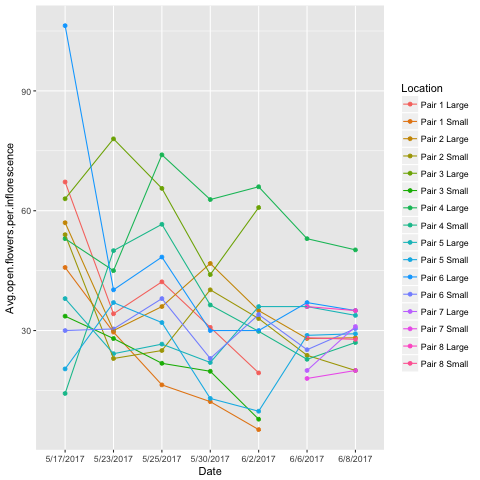 Avg.open.flowers.per.inflorescence
90
60
30
5/17/2017 5/23/2017 5/25/2017 5/30/2017 6/2/2017 6/6/2017 6/8/2017
Date
Location
Pair 1 Large
Pair 1 Small
Pair 2 Large
Pair 2 Small
Pair 3 Large
Pair 3 Small
Pair 4 Large
Pair 4 Small
Pair 5 Large
Pair 5 Small
Pair 6 Large
Pair 6 Small
Pair 7 Large
Pair 7 Small
Pair 8 Large
Pair 8 Small